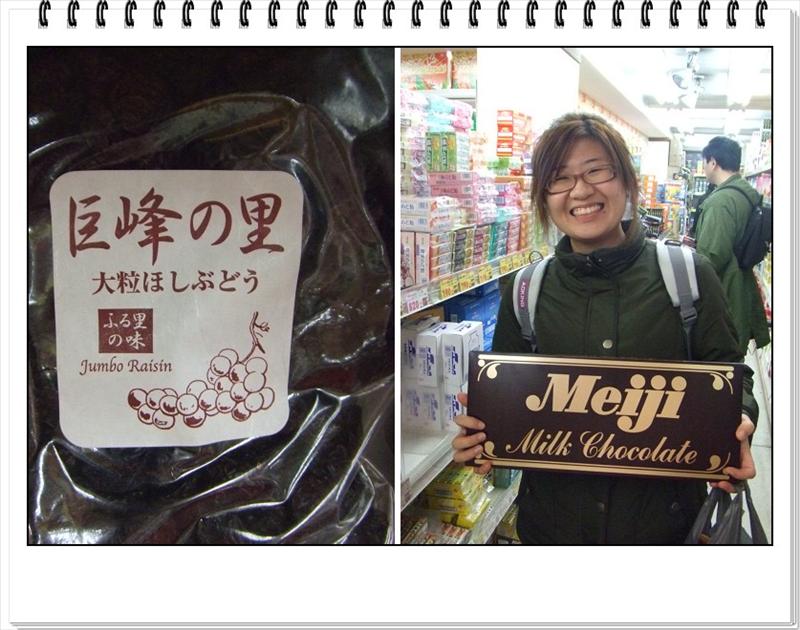 巨峰の里
大粒ほしぶどう
ふる里
の味
Jumbo Raisin
Meiji
Milk Chocolate